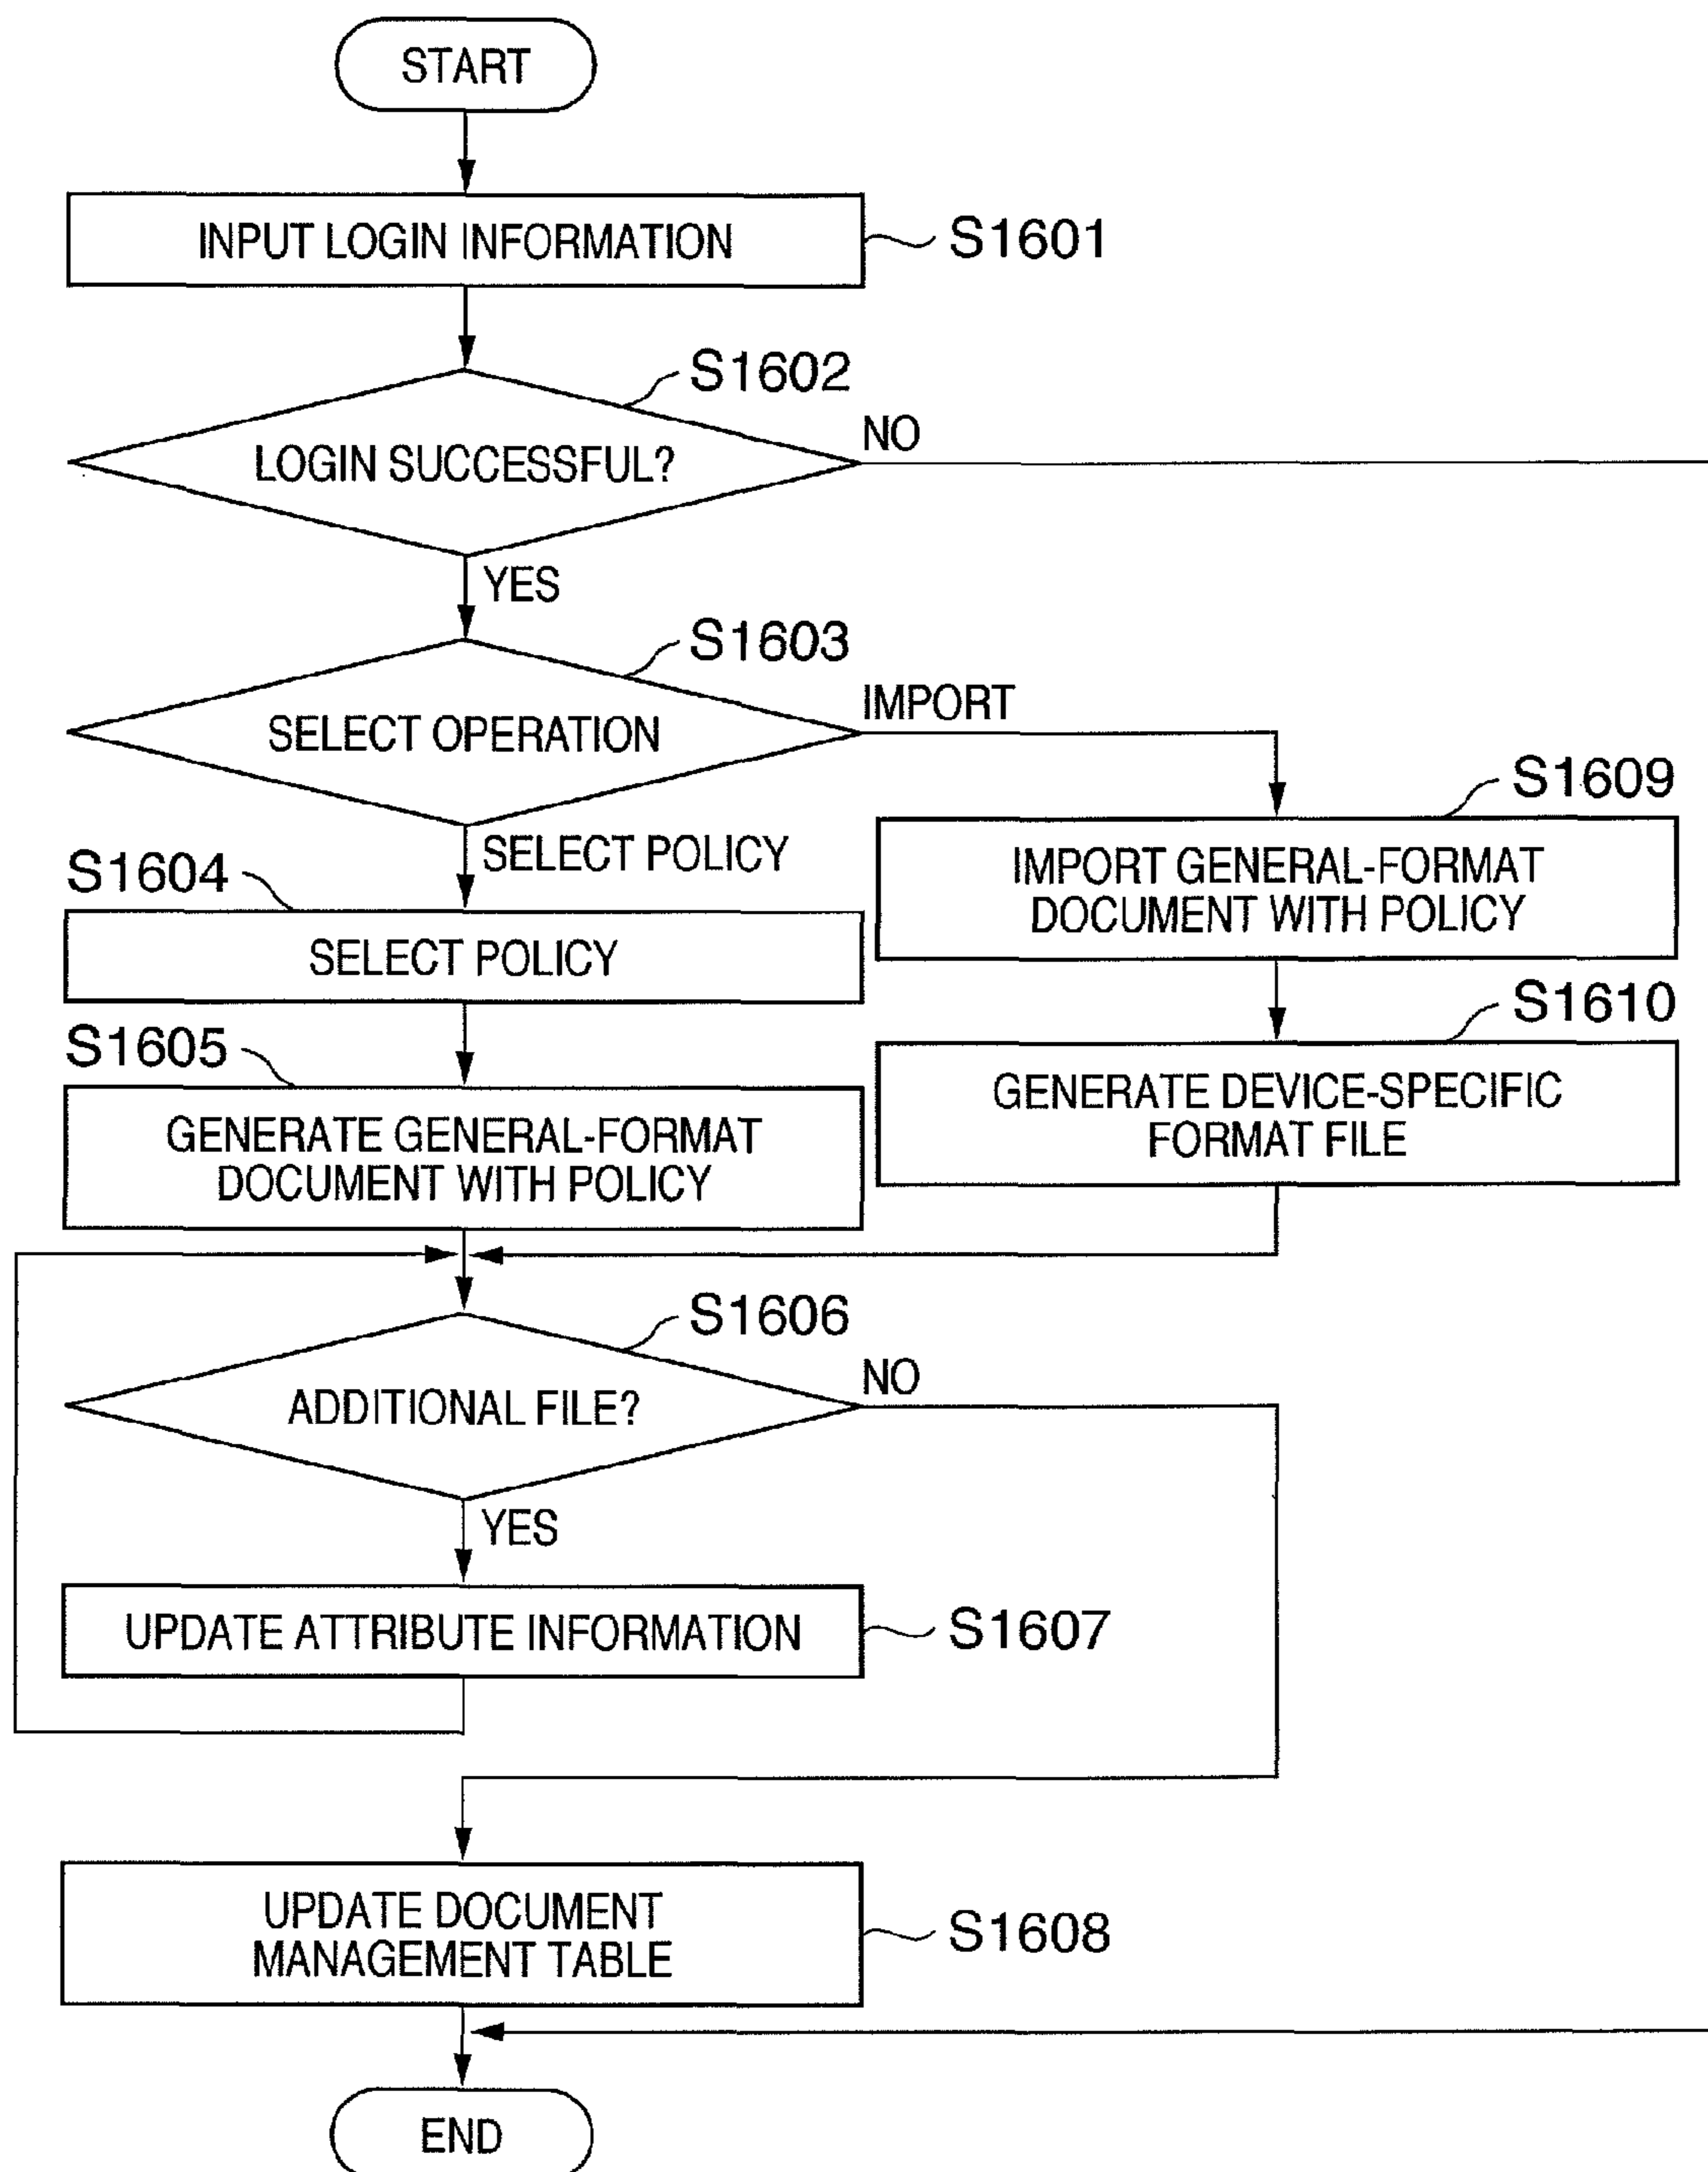 START
INPUT LOGIN INFORMATION
S1601
S1602
LOGIN SUCCESSFUL?
NO
YES
S1603
SELECT OPERATION
IMPORT
SELECT POLICY
S1604
SELECT POLICY
S1605
GENERATE GENERAL-FORMAT
DOCUMENT WITH POLICY
S1609
IMPORT GENERAL-FORMAT
DOCUMENT WITH POLICY
S1610
GENERATE DEVICE-SPECIFIC
FORMAT FILE
S1606
ADDITIONAL FILE?
NO
YES
UPDATE ATTRIBUTE INFORMATION
S1607
UPDATE DOCUMENT
MANAGEMENT TABLE
S1608
END